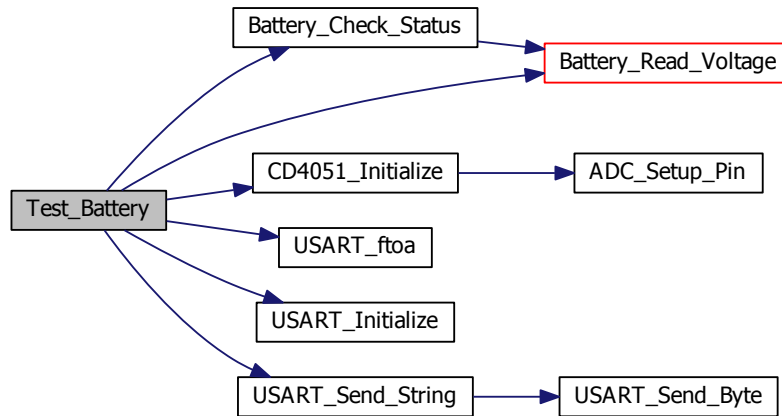 Battery_Check_Status
Battery_Read_Voltage
CD4051_Initialize
ADC_Setup_Pin
Test_Battery
USART_ftoa
USART_Initialize
USART_Send_String
USART_Send_Byte